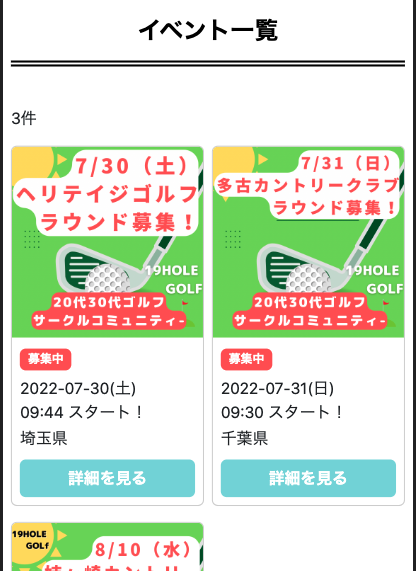 イベント一覧
3件
7/30（土）
ヘリテイジゴルフ
ラウンド募集！
19HOLE
GOLF
20代30代ゴルフ
サークルコミュニティ-
募集中
2022-07-30(土)
09:44 スタート！
埼玉県
詳細を見る
7/31（日）
多古カントリークラブ
ラウンド募集！
19HOLE
GOLF
20代30代ゴルフ
サークルコミュニティ-
募集中
2022-07-31(日)
09:30 スタート！
千葉県
詳細を見る
19HOLE
GOLf
8/10（水）